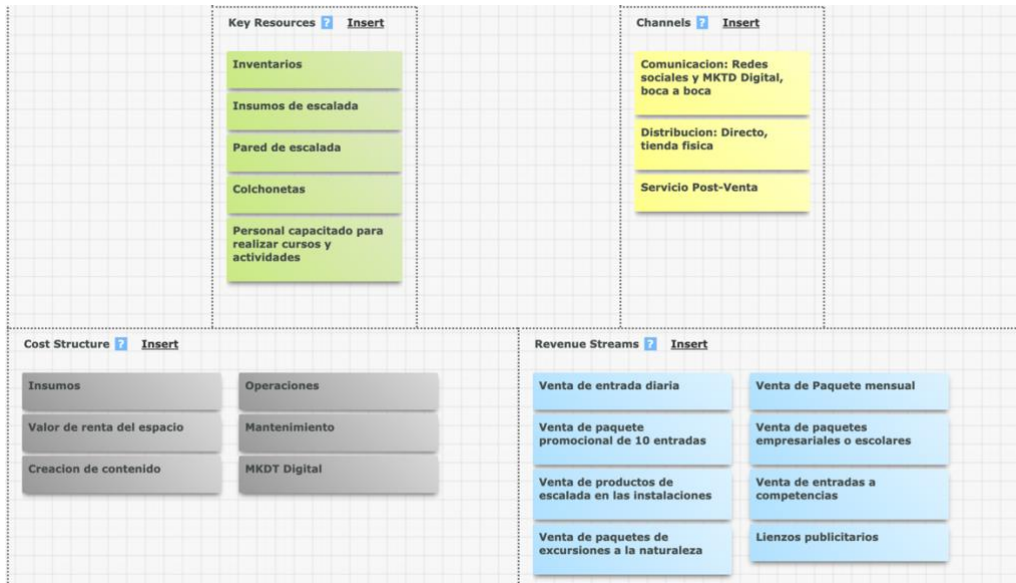 Key Resources ? Insert
Inventarios
Insumos de escalada
Pared de escalada
Colchonetas
Personal capacitado para
realizar cursos y
actividades
Channels ? Insert
Comunicacion: Redes
sociales y MKTD Digital,
boca a boca
Distribucion: Directo,
tienda fisica
Servicio Post-Venta
Cost Structure ? Insert
Insumos
Operaciones
Valor de renta del espacio
Mantenimiento
Creacion de contenido
MKDT Digital
Revenue Streams ? Insert
Venta de entrada diaria
Venta de Paquete mensual
Venta de paquete
promocional de 10 entradas
Venta de paquetes
empresariales o escolares
Venta de productos de
escalada en las instalaciones
Venta de entradas a
competencias
Venta de paquetes de
excursiones a la naturaleza
Lienzos publicitarios